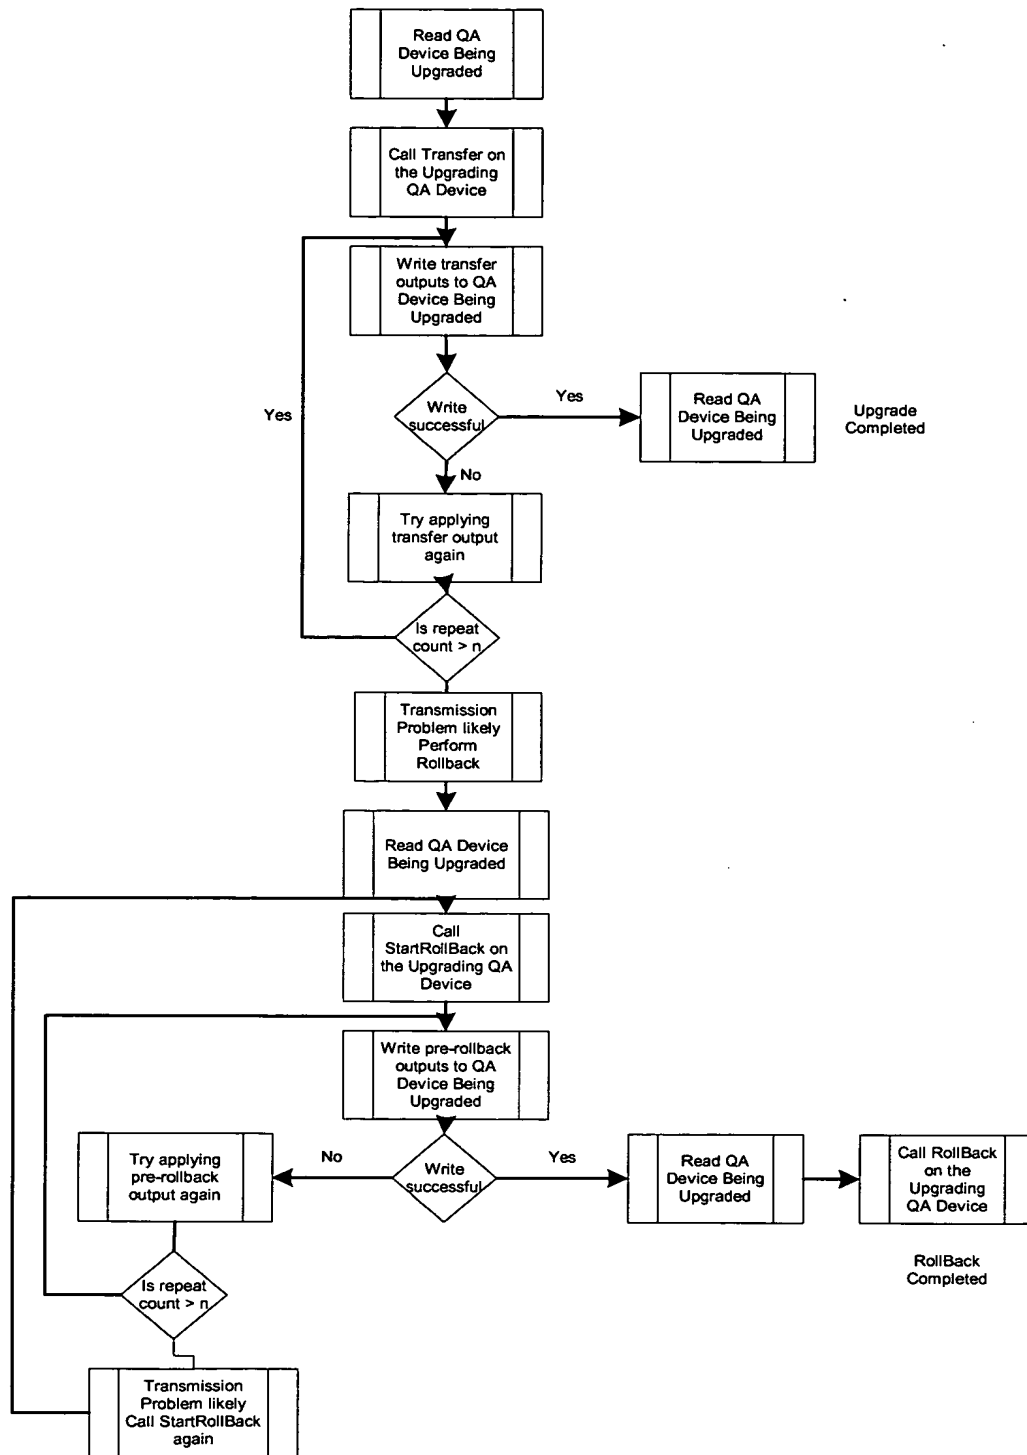 Read QA
Device Being
Upgraded
Call Transfer on
the Upgrading
QA Device
Write transfer
outputs to QA
Device Being
Upgraded
Yes
Write
successful
Yes
Read QA
Device Being
Upgraded
Upgrade
Completed
No
Try applying
transfer output
again
Is repeat
count > n
Transmission
Problem likely
Perform
Rollback
Read QA Device
Being Upgraded
Call
StartRollBack on
the Upgrading QA
Device
Write pre-rollback
outputs to QA
Device Being
Upgraded
Try applying
pre-rollback
output again
No
Write
successful
Yes
Read QA
Device Being
Upgraded
Call RollBack
on the
Upgrading
QA Device
RollBack
Completed
Is repeat
count > n
Transmission
Problem likely
Call StartRollBack
again